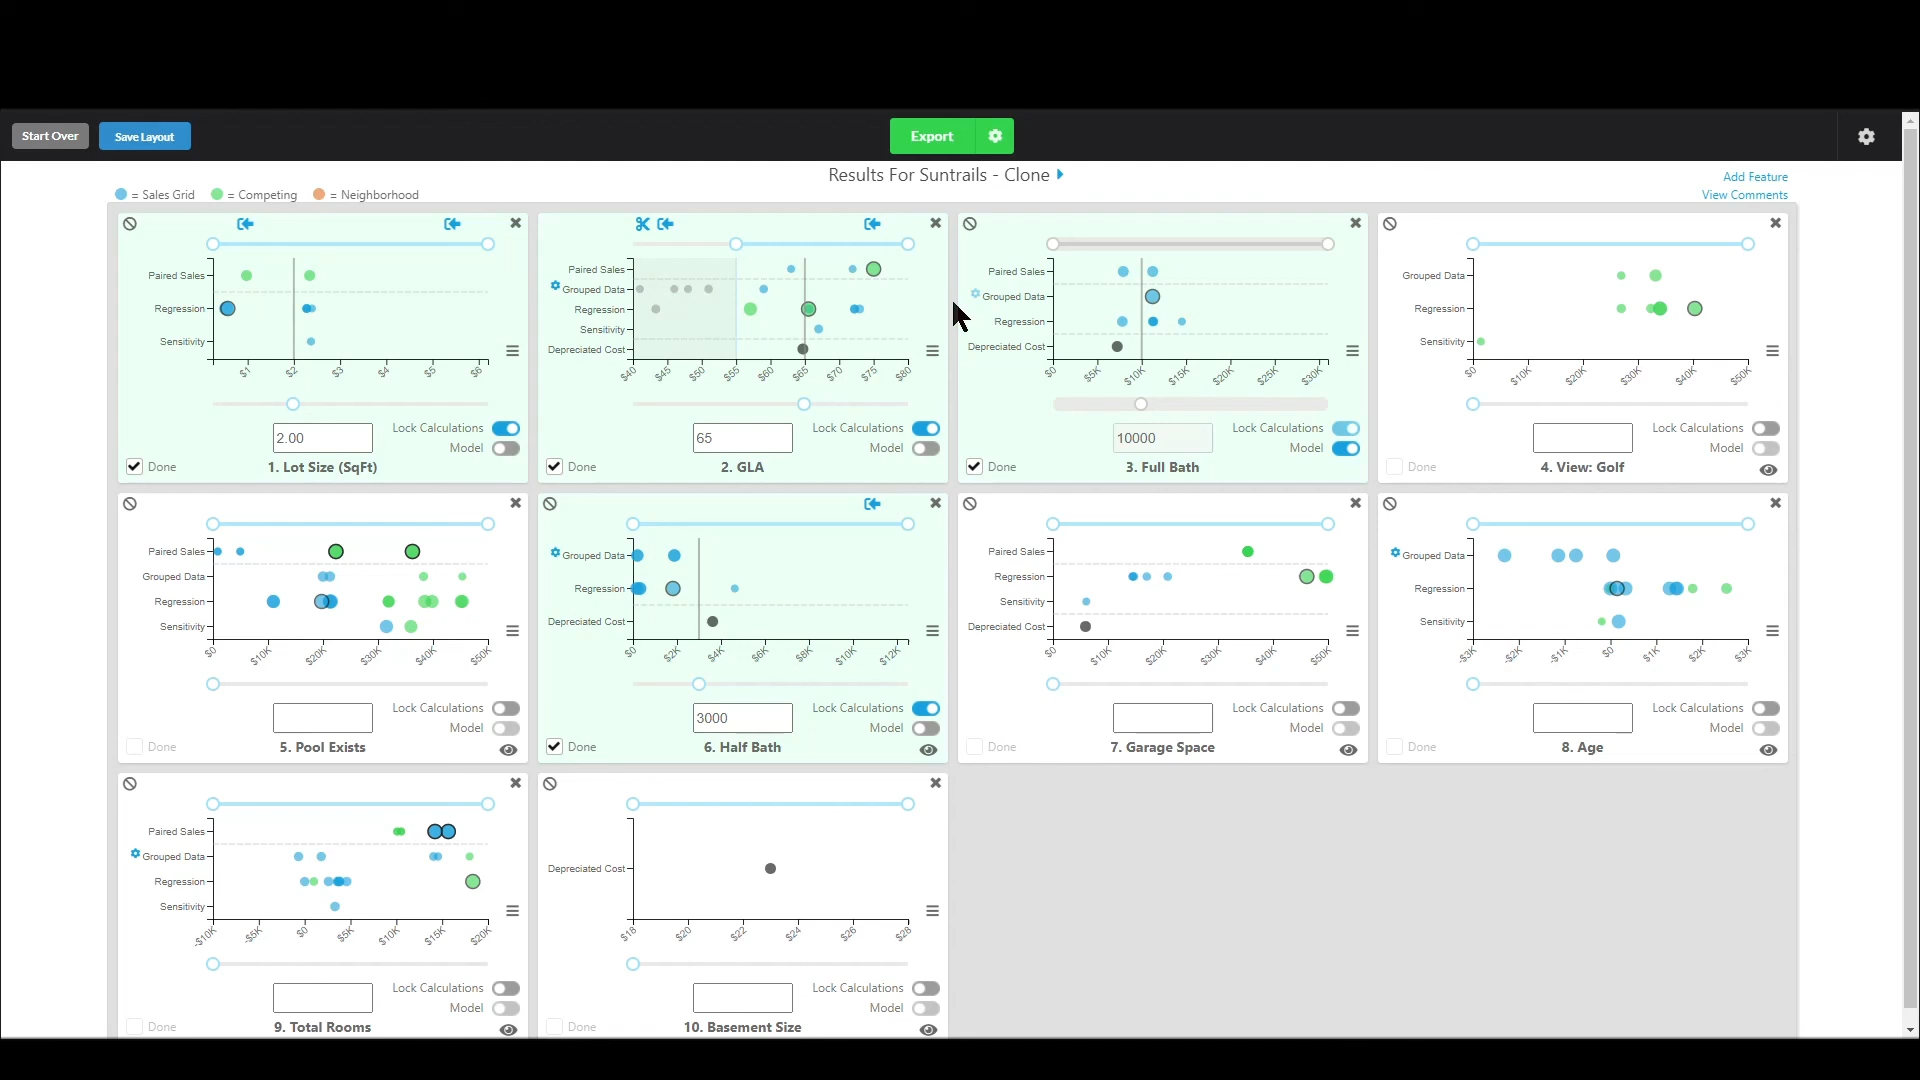 Start Over
Save Layout
Export
Results For Suntrails - Clone
Add Feature
View Comments
= Sales Grid
= Competing
= Neighborhood
Paired Sales
Regression
Sensitivity
$1 $2 $3 $4 $5 $6
2.00
Lock Calculations
Model
Done
1. Lot Size (SqFt)
Paired Sales
Grouped Data
Regression
Sensitivity
Depreciated Cost
$40 $45 $50 $55 $60 $65 $70 $75 $80
65
Lock Calculations
Model
Done
2. GLA
Paired Sales
Grouped Data
Regression
Depreciated Cost
$0 $5K $10K $15K $20K $25K $30K
10000
Lock Calculations
Model
Done
3. Full Bath
Grouped Data
Regression
Sensitivity
$0 $10K $20K $30K $40K $50K
Lock Calculations
Model
Done
4. View: Golf
Paired Sales
Grouped Data
Regression
Sensitivity
$0 $10K $20K $30K $40K $50K
Lock Calculations
Model
Done
5. Pool Exists
Grouped Data
Regression
Depreciated Cost
$0 $2K $4K $6K $8K $10K $12K
3000
Lock Calculations
Model
Done
6. Half Bath
Paired Sales
Regression
Sensitivity
Depreciated Cost
$0 $10K $20K $30K $40K $50K
Lock Calculations
Model
Done
7. Garage Space
Grouped Data
Regression
Sensitivity
-$3K -$2K -$1K $0 $1K $2K $3K
Lock Calculations
Model
Done
8. Age
Paired Sales
Grouped Data
Regression
Sensitivity
-$10K -$5K $0 $5K $10K $15K $20K
Lock Calculations
Model
Done
9. Total Rooms
Depreciated Cost
$18 $20 $22 $24 $26 $28
Lock Calculations
Model
Done
10. Basement Size